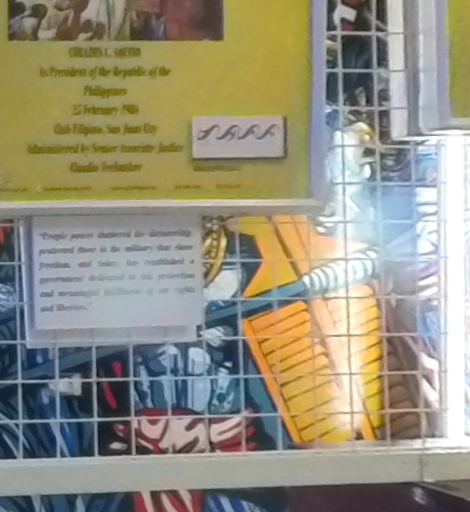 CORAZON C. AQUINO
As President of the Republic of the
Philippines
25 February 1986
Club Filipino, San Juan City
Administered by Senior Associate Justice
Claudio Teehankee
"People power shattered the dictatorship,
protected those in the military that chose
freedom, and today, has established a
government dedicated to the protection
and meaningful fulfillment of our rights
and liberties."